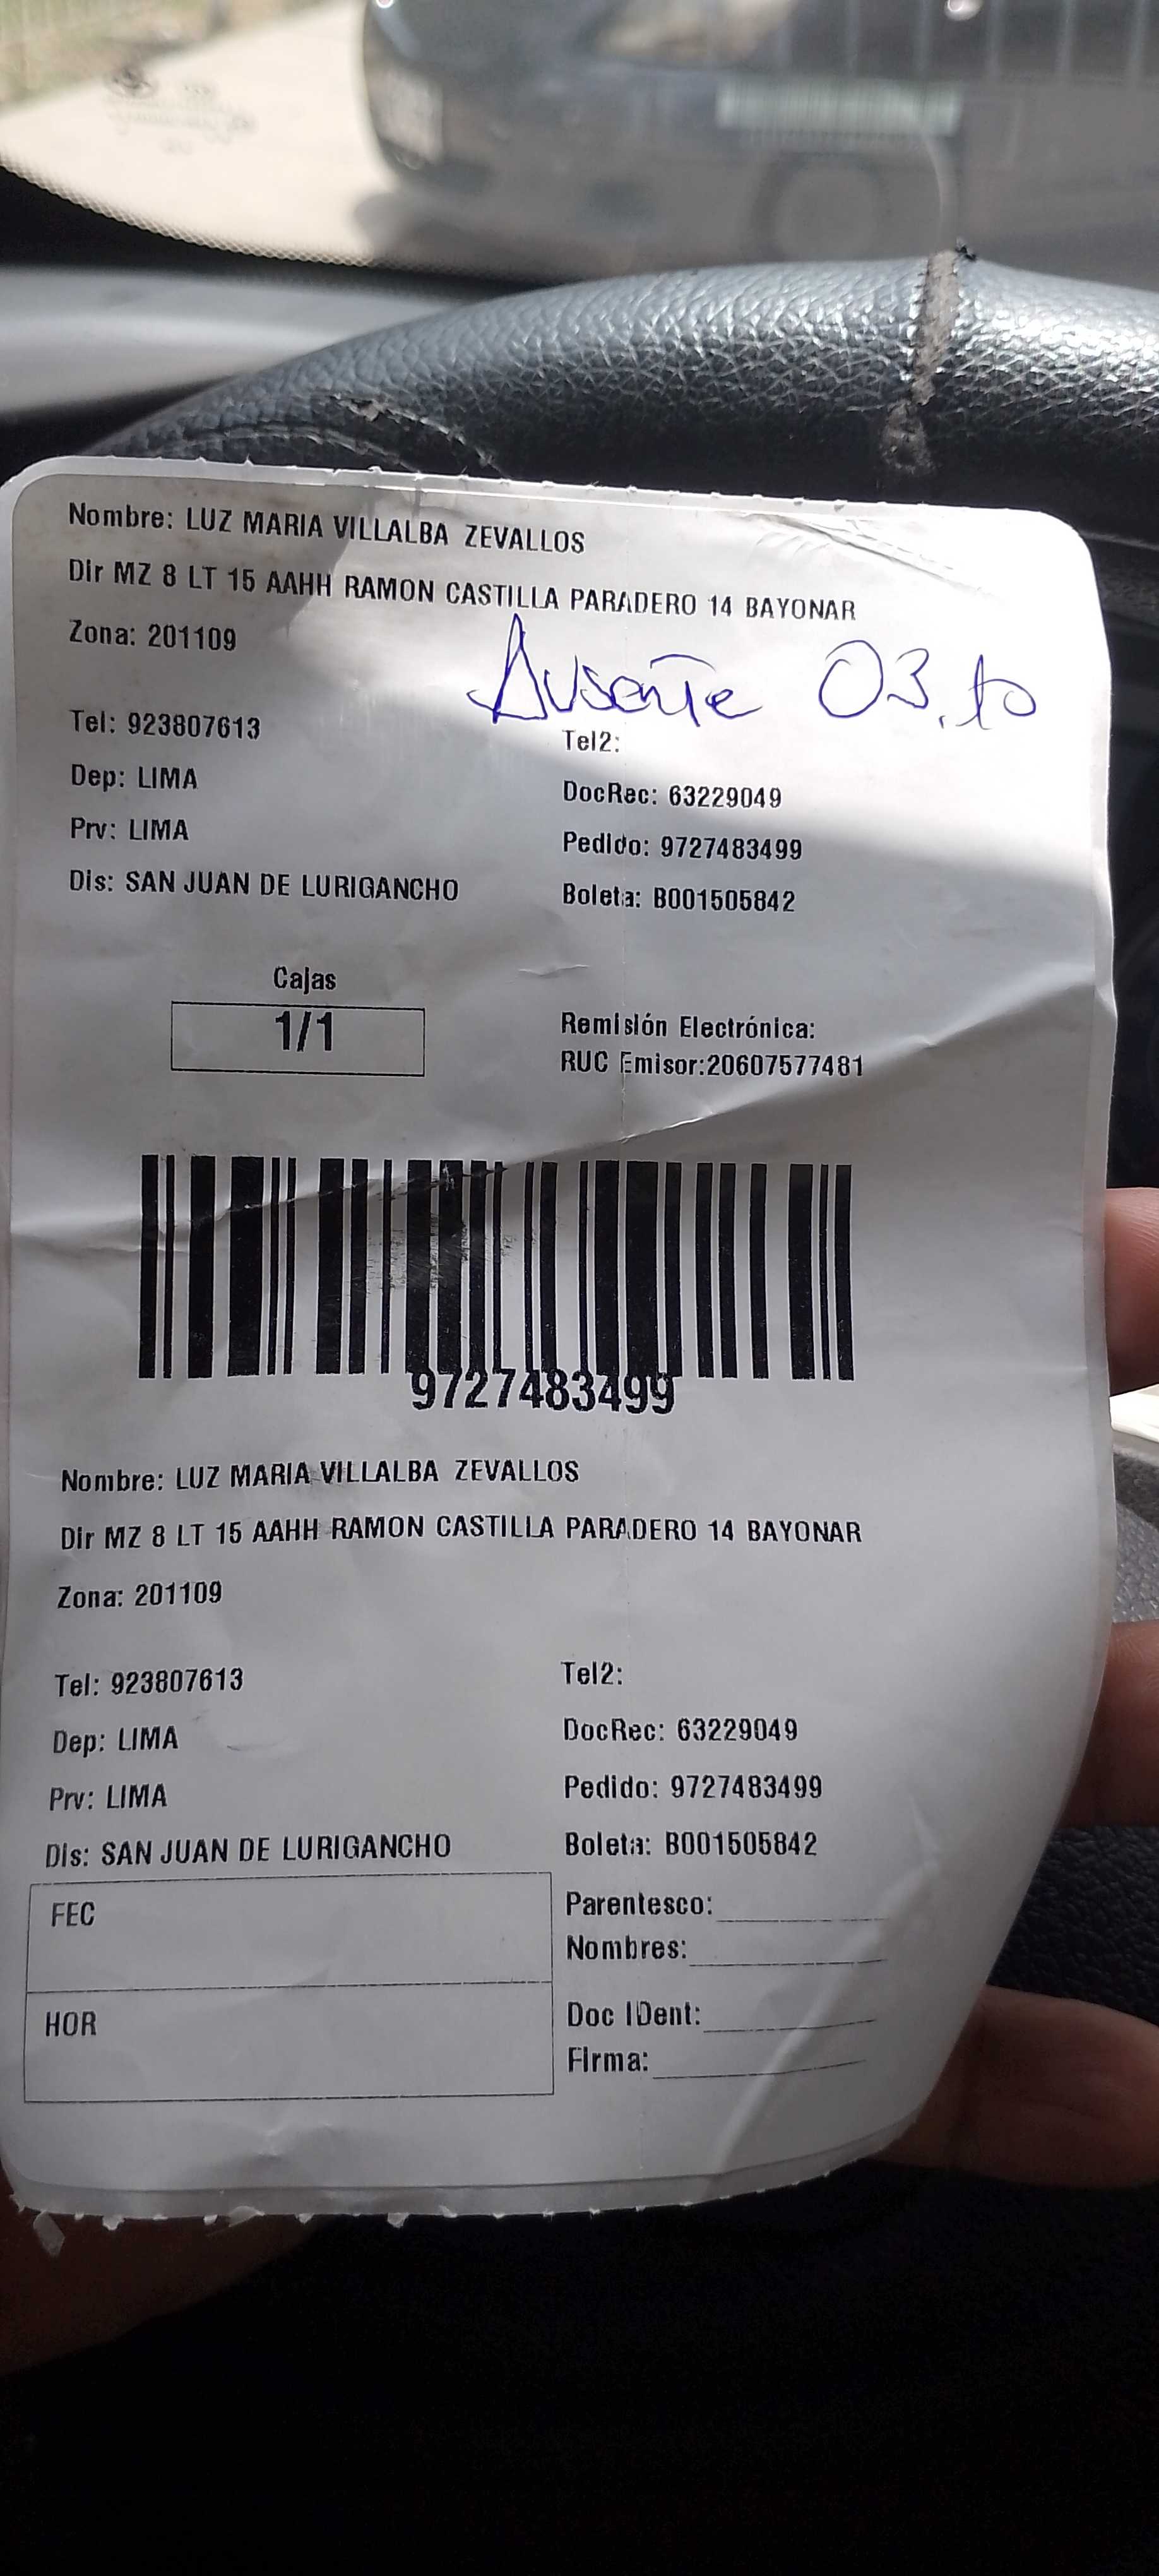 Nombre: LUZ MARIA VILLALBA ZEVALLOS
Dir MZ 8 LT 15 AAHH RAMON CASTILLA PARADERO 14 BAYONAR
Zona: 201109
Ausente 03.10
Tel: 923807613
Tel2:
Dep: LIMA
DocRec: 63229049
Prv: LIMA
Pedido: 9727483499
Dis: SAN JUAN DE LURIGANCHO
Boleta: B001505842
Cajas
1/1
Remisión Electrónica:
RUC Emisor:20607577481
9727483499
Nombre: LUZ MARIA VILLALBA ZEVALLOS
Dir MZ 8 LT 15 AAHH RAMON CASTILLA PARADERO 14 BAYONAR
Zona: 201109
Tel: 923807613
Tel2:
Dep: LIMA
DocRec: 63229049
Prv: LIMA
Pedido: 9727483499
Dis: SAN JUAN DE LURIGANCHO
Boleta: B001505842
FEC
Parentesco:
Nombres:
HOR
Doc IDent:
Firma: